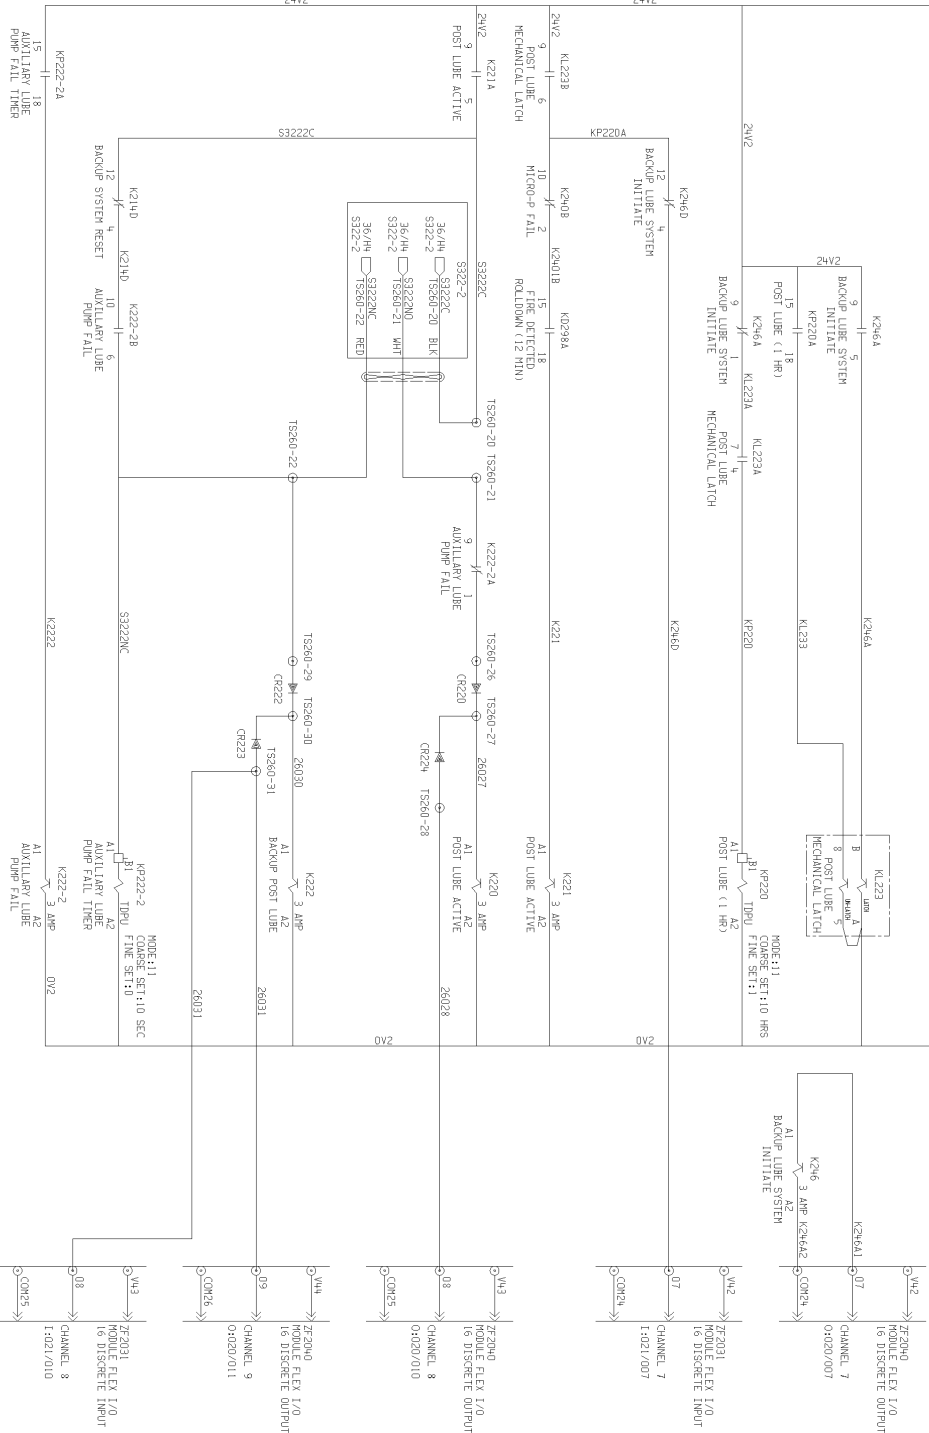 24V2
24V2
24V2
K246A
9
5
BACKUP LUBE SYSTEM
INITIATE
K246A
KL223
LATCH
B
A
UN-LATCH
8
5
POST LUBE
MECHANICAL LATCH
24V2
KP220A
15
18
POST LUBE (1 HR)
KL233
K246A
9
1
BACKUP LUBE SYSTEM
INITIATE
KL223A
KL223A
7
4
POST LUBE
MECHANICAL LATCH
KP220
KP220
A1
B1
TDPU
A2
POST LUBE (1 HR)
MODE:11
COARSE SET:10 HRS
FINE SET:1
K246
A1
3 AMP
A2
BACKUP LUBE SYSTEM
INITIATE
K246A1
K246A2
V42
07
COM24
ZF2040
MODULE FLEX I/O
16 DISCRETE OUTPUT
CHANNEL 7
O:020/007
KP220A
K246D
12
4
BACKUP LUBE SYSTEM
INITIATE
K246D
0V2
V42
07
COM24
ZF2031
MODULE FLEX I/O
16 DISCRETE INPUT
CHANNEL 7
I:021/007
24V2
KL223B
9
6
POST LUBE
MECHANICAL LATCH
K240B
10
2
MICRO-P FAIL
K2401B
KD298A
15
18
FIRE DETECTED
ROLLDOWN (12 MIN)
K221
K221
A1
A2
POST LUBE ACTIVE
24V2
K221A
9
5
POST LUBE ACTIVE
S3222C
S322-2
36/H4
S322-2
S3222C
TS260-20
BLK
36/H4
S322-2
S3222NO
TS260-21
WHT
36/H4
S322-2
S3222NC
TS260-22
RED
TS260-20
TS260-21
K222-2A
9
1
AUXILLARY LUBE
PUMP FAIL
TS260-26
CR220
TS260-27
26027
K220
A1
3 AMP
A2
POST LUBE ACTIVE
CR224
TS260-28
26028
V43
08
COM25
ZF2040
MODULE FLEX I/O
16 DISCRETE OUTPUT
CHANNEL 8
O:020/010
0V2
TS260-22
TS260-29
CR222
TS260-30
26030
K222
A1
3 AMP
A2
BACKUP POST LUBE
CR223
TS260-31
26031
26031
V44
09
COM26
ZF2040
MODULE FLEX I/O
16 DISCRETE OUTPUT
CHANNEL 9
O:020/011
S3222C
K214D
12
4
BACKUP SYSTEM RESET
K214D
K222-2B
10
6
AUXILLARY LUBE
PUMP FAIL
S3222NC
KP222-2
A1
B1
TDPU
A2
AUXILIARY LUBE
PUMP FAIL TIMER
MODE:11
COARSE SET:10 SEC
FINE SET:0
KP222-2A
15
18
AUXILIARY LUBE
PUMP FAIL TIMER
K2222
K222-2
A1
3 AMP
A2
AUXILLARY LUBE
PUMP FAIL
0V2
V43
08
COM25
ZF2031
MODULE FLEX I/O
16 DISCRETE INPUT
CHANNEL 8
I:021/010